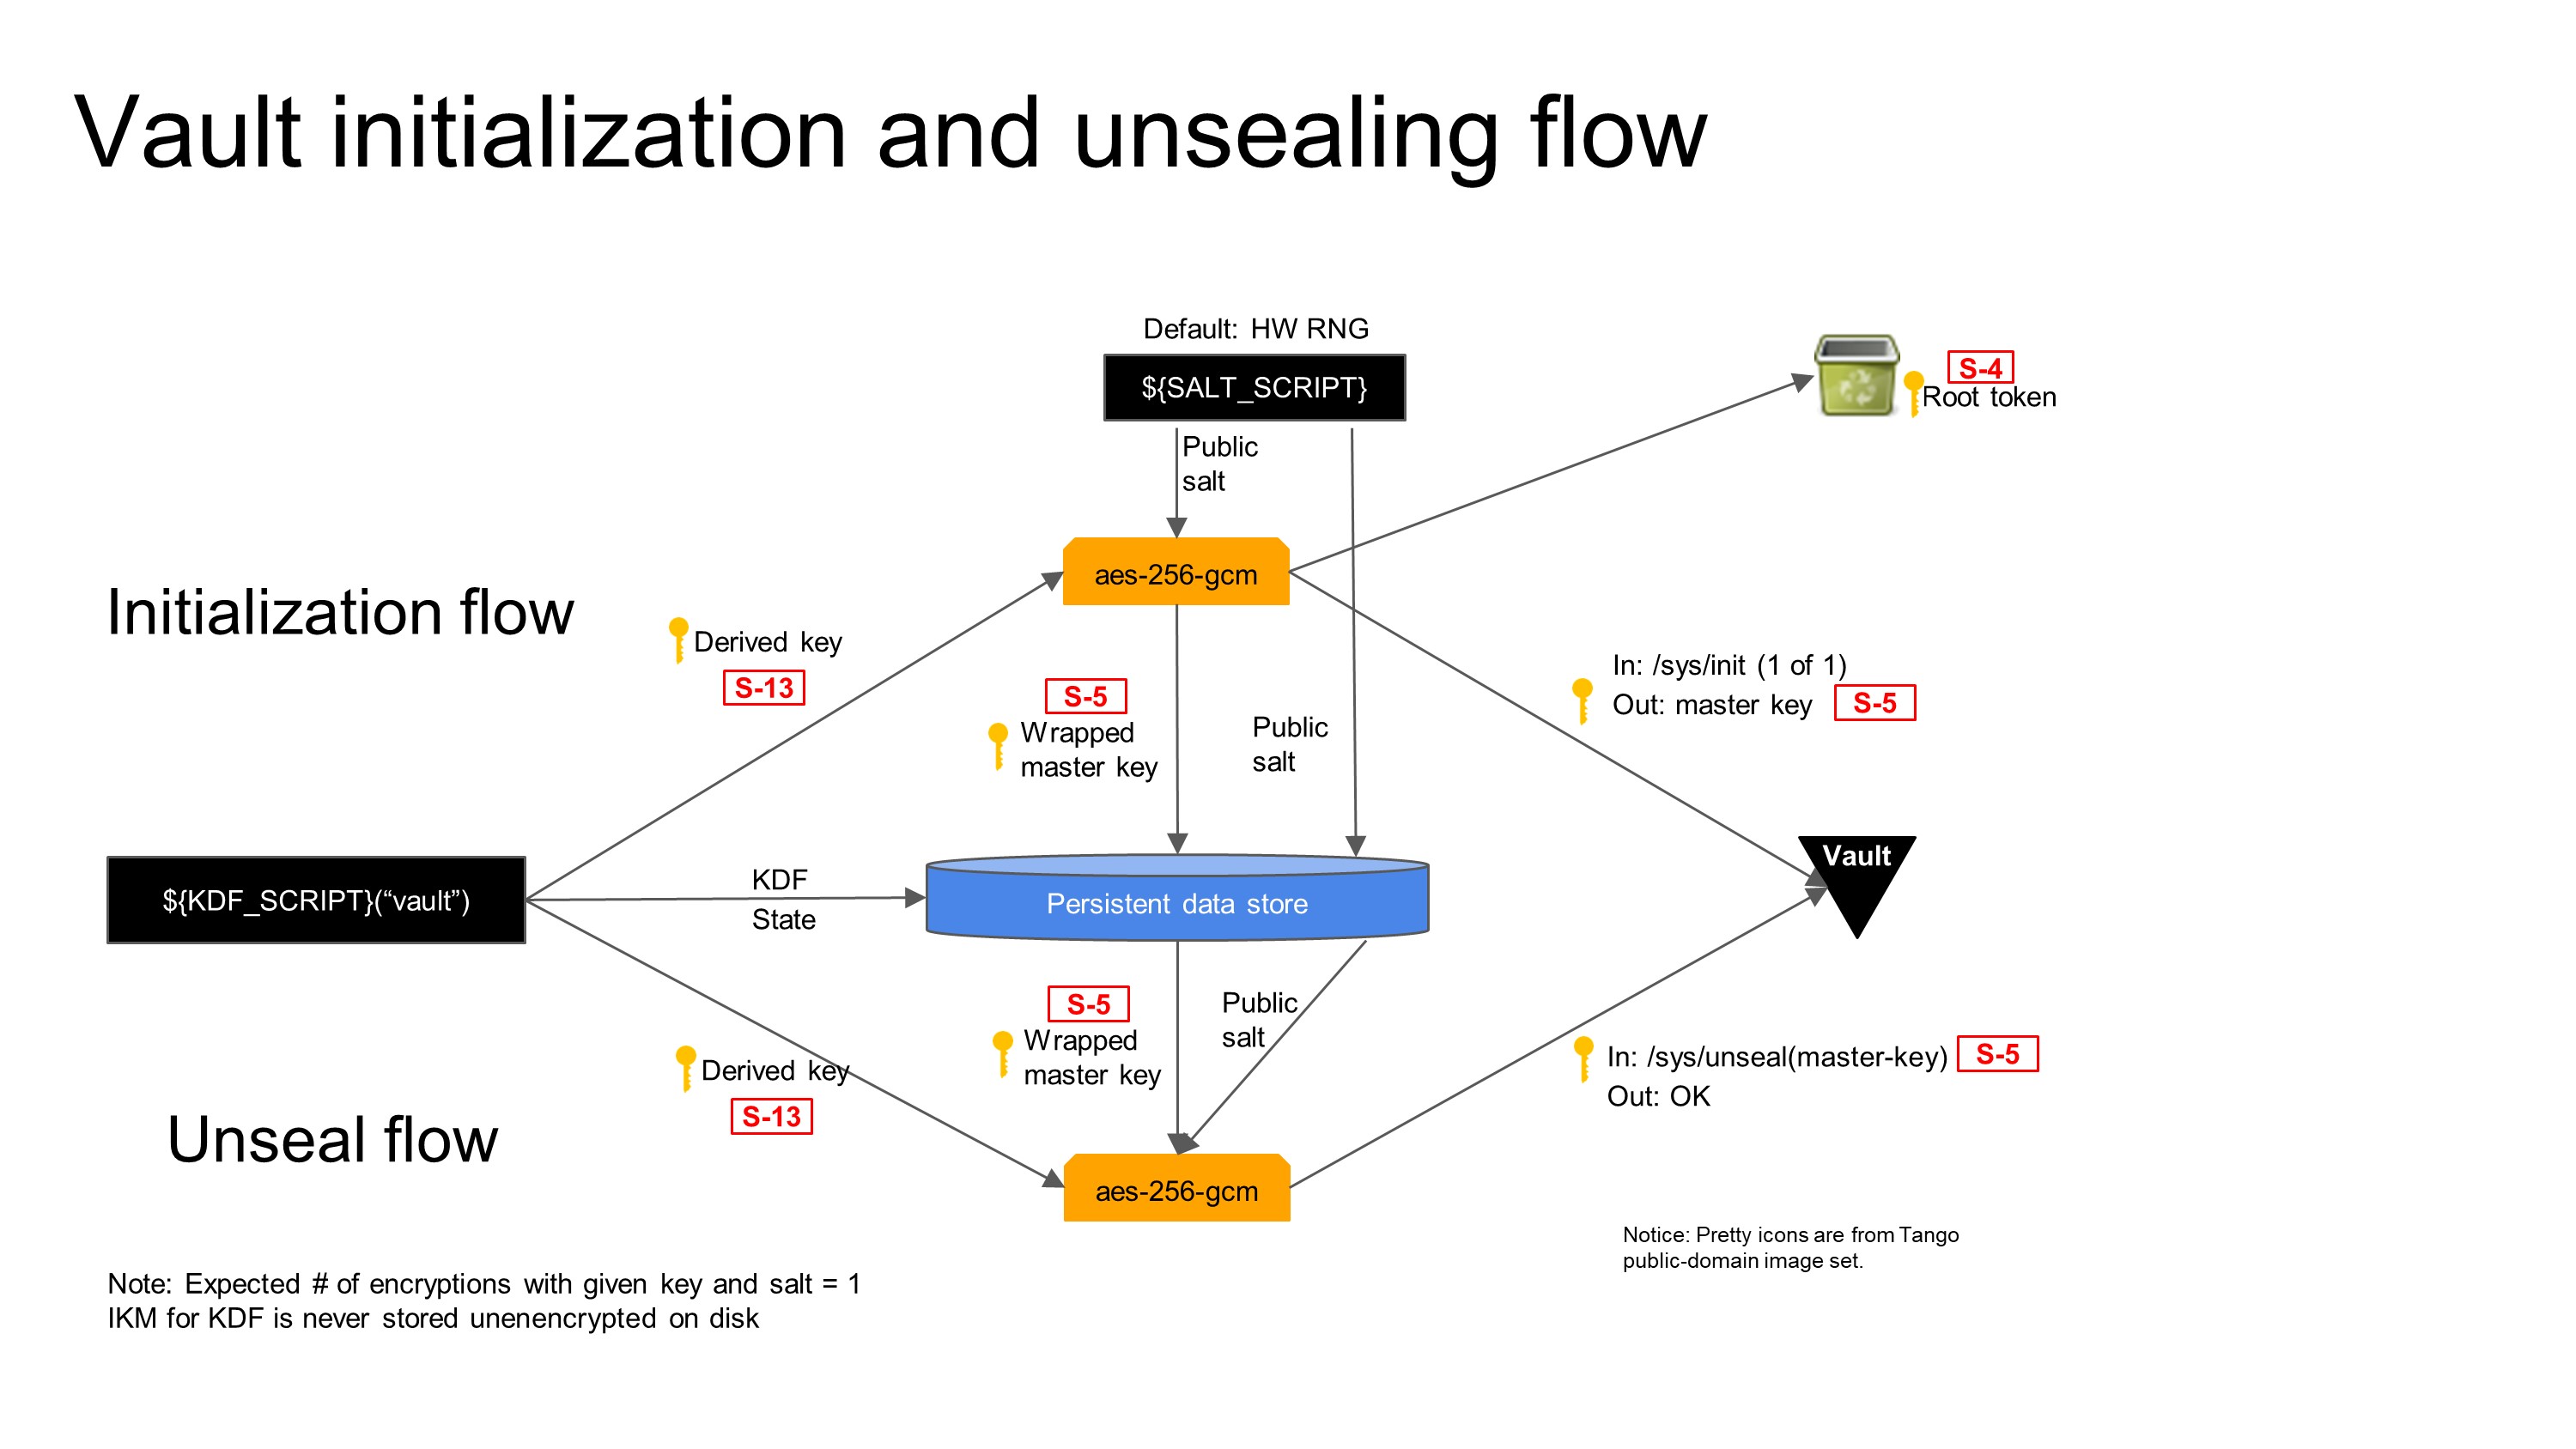 Vault initialization and unsealing flow
Default: HW RNG
${SALT_SCRIPT}
S-4
Root token
Public
salt
aes-256-gcm
Initialization flow
Derived key
S-13
S-5
Wrapped
master key
Public
salt
In: /sys/init (1 of 1)
Out: master key
S-5
Vault
${KDF_SCRIPT}(“vault”)
KDF
State
Persistent data store
S-5
Wrapped
master key
Public
salt
Derived key
S-13
In: /sys/unseal(master-key)
S-5
Out: OK
Unseal flow
aes-256-gcm
Notice: Pretty icons are from Tango
public-domain image set.
Note: Expected # of encryptions with given key and salt = 1
IKM for KDF is never stored unenencrypted on disk